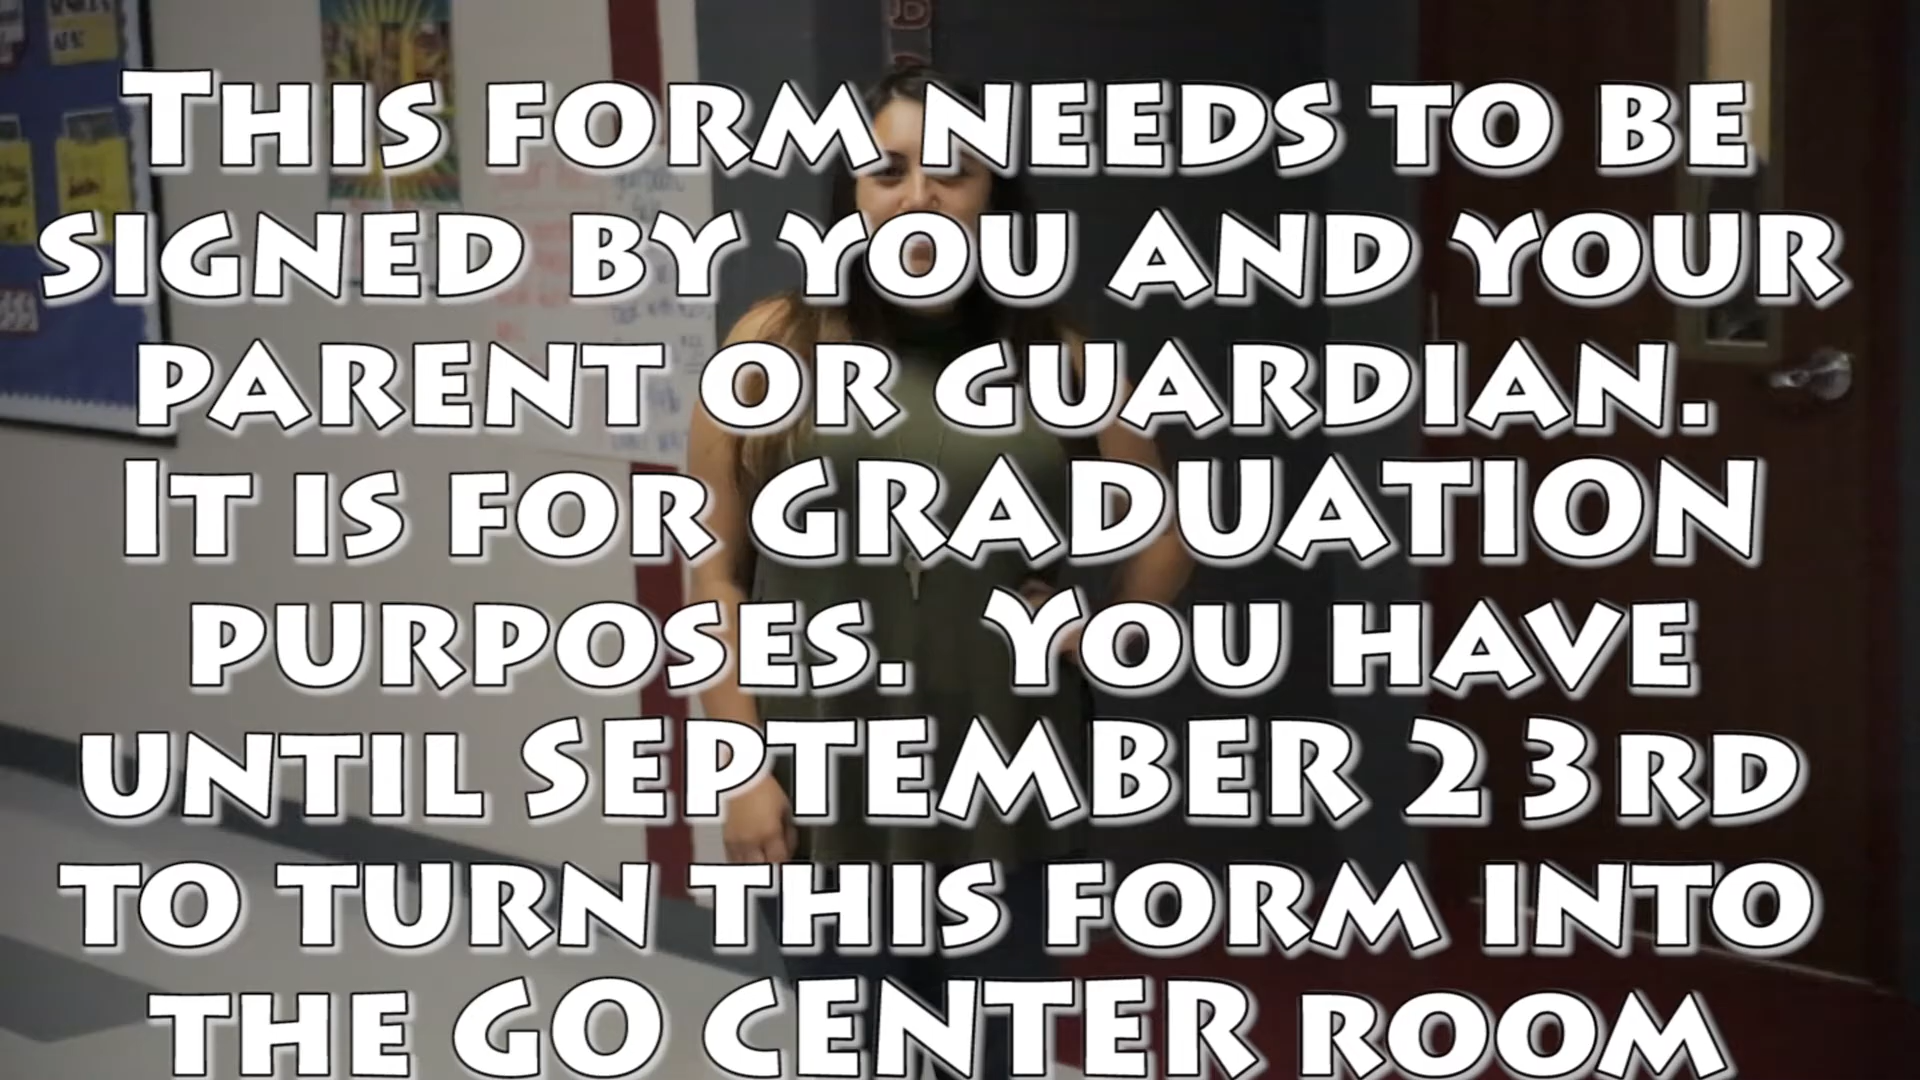 This form needs to be
signed by you and your
parent or guardian.
It is for GRADUATION
purposes. You have
until SEPTEMBER 23rd
to turn this form into
the GO CENTER room